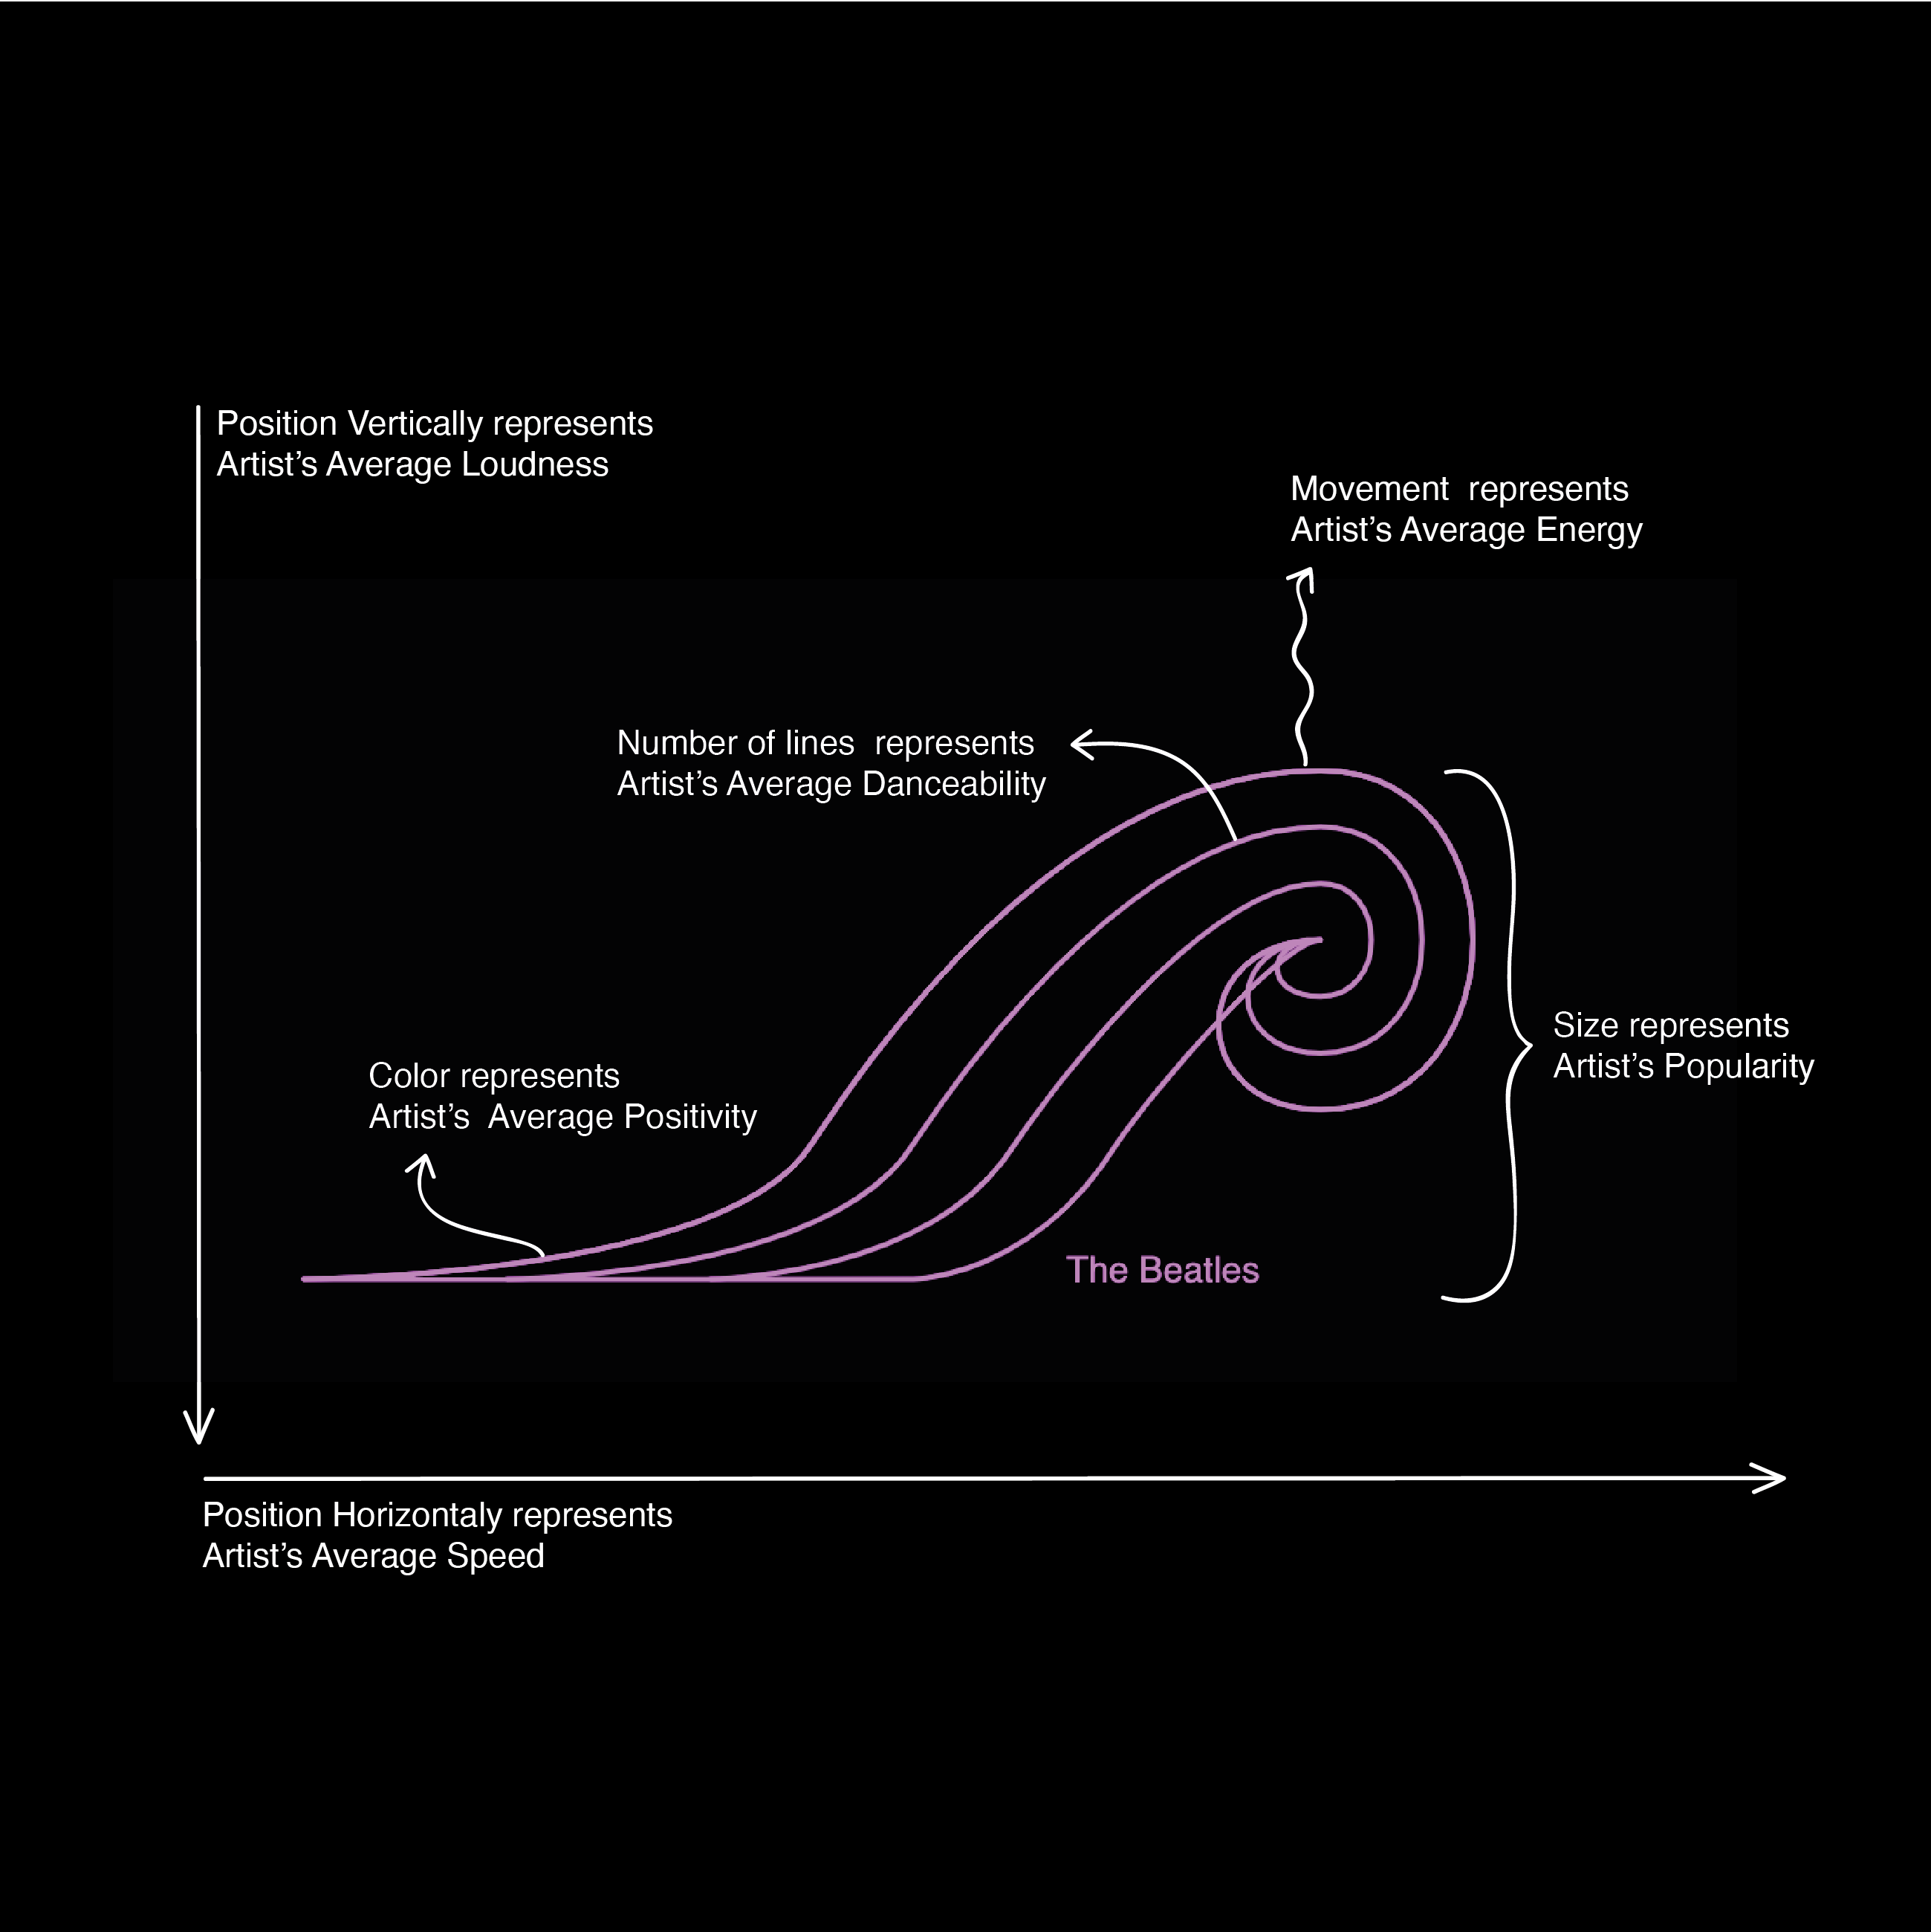 Position Vertically represents
Artist’s Average Loudness
Movement  represents
Artist’s Average Energy
Number of lines  represents
Artist’s Average Danceability
Size represents
Artist’s Popularity
Color represents
Artist’s  Average Positivity
The Beatles
Position Horizontaly represents
Artist’s Average Speed